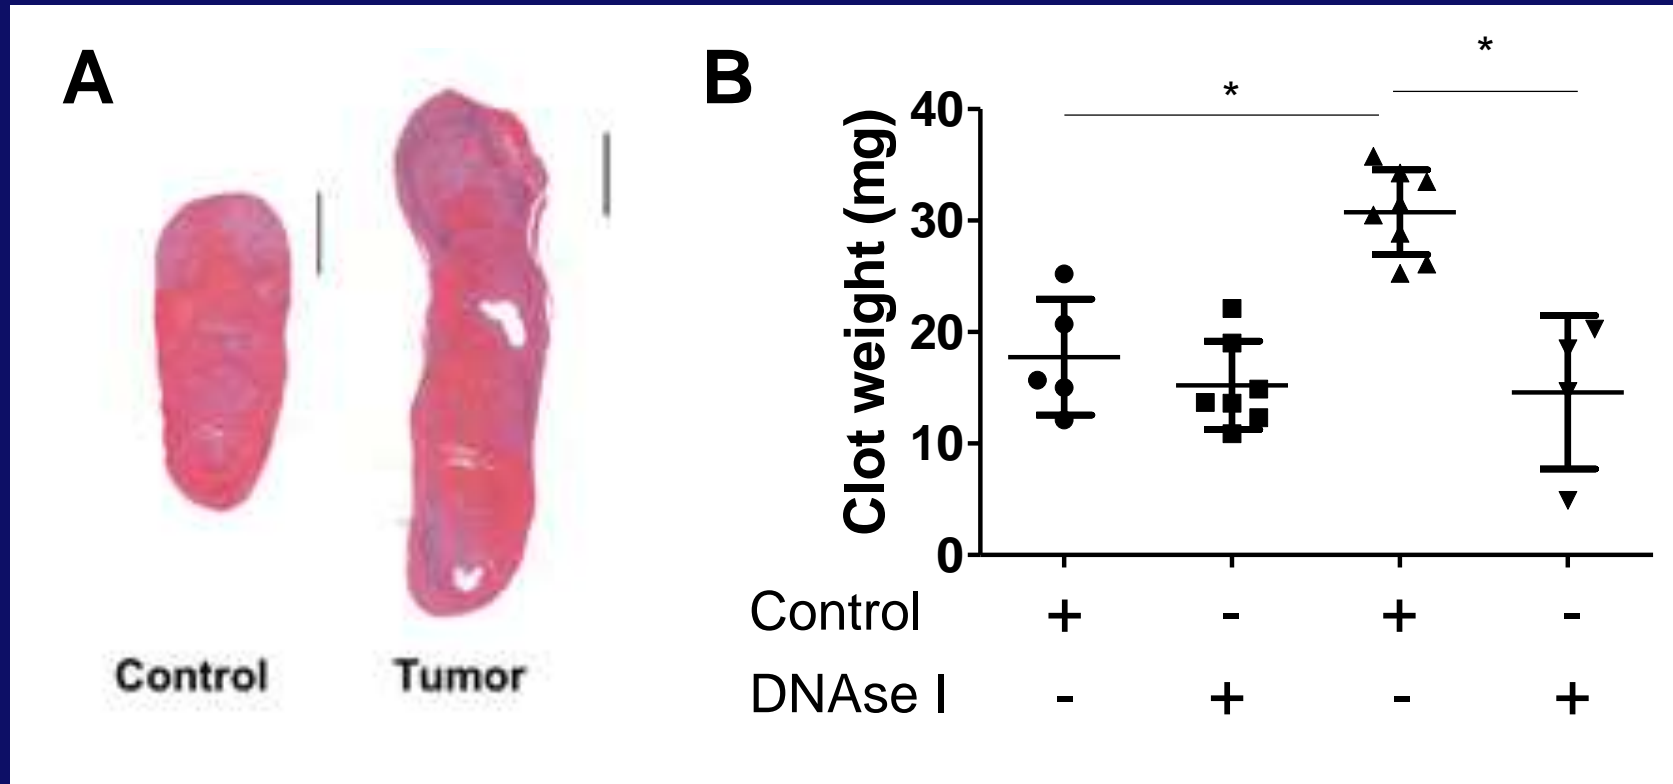 A
Control
Tumor
B
*
*
Clot weight (mg)
40
30
20
10
0
Control + - + -
DNAse I - + - +